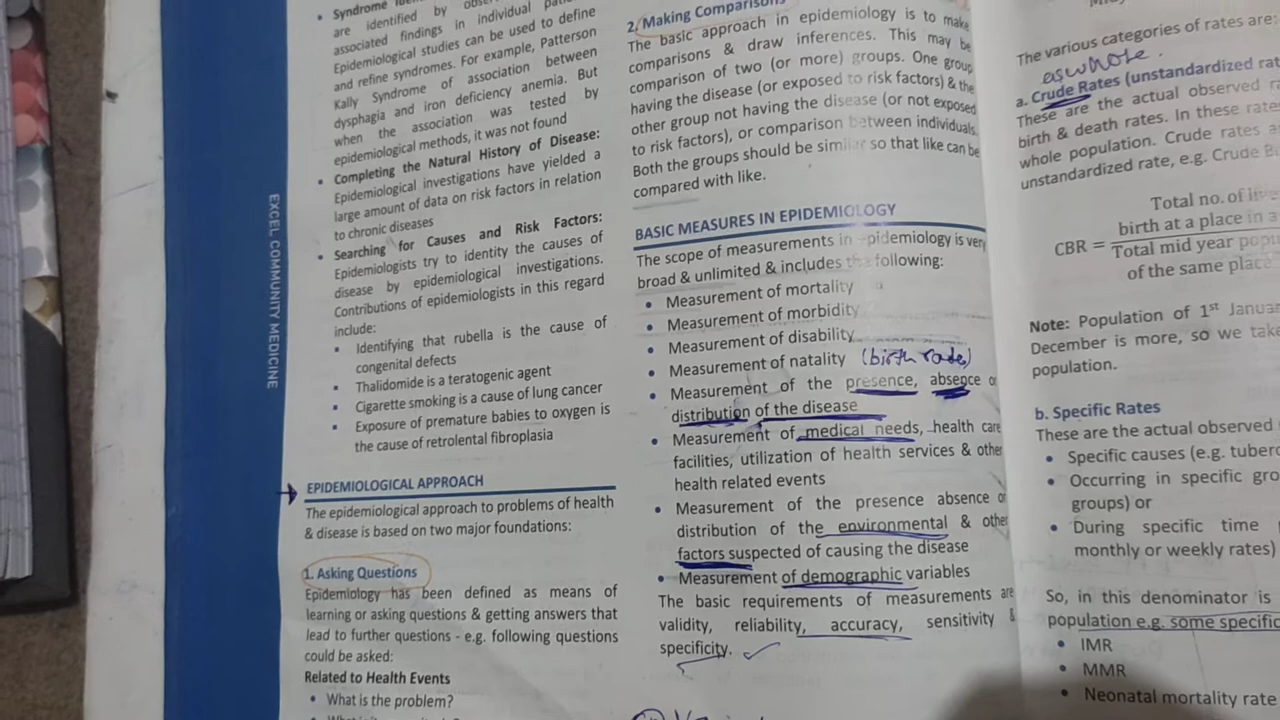 EXCEL COMMUNITY MEDICINE
Syndrome
are identified by
associated findings in individual
Epidemiological studies can be used to define
and refine syndromes. For example, Patterson
Kally Syndrome of association between
dysphagia and iron deficiency anemia. But
when the association was tested by
epidemiological methods, it was not found
• Completing the Natural History of Disease:
Epidemiological investigations have yielded a
large amount of data on risk factors in relation
to chronic diseases
• Searching for Causes and Risk Factors:
Epidemiologists try to identify the causes of
disease by epidemiological investigations.
Contributions of epidemiologists in this regard
include:
• Identifying that rubella is the cause of
congenital defects
• Thalidomide is a teratogenic agent
• Cigarette smoking is a cause of lung cancer
• Exposure of premature babies to oxygen is
the cause of retrolental fibroplasia
EPIDEMIOLOGICAL APPROACH
The epidemiological approach to problems of health
& disease is based on two major foundations:
1. Asking Questions
Epidemiology has been defined as means of
learning or asking questions & getting answers that
lead to further questions - e.g. following questions
could be asked:
Related to Health Events
• What is the problem?
2. Making Comparisons
The basic approach in epidemiology is to make
comparisons & draw inferences. This may be
comparison of two (or more) groups. One group
having the disease (or exposed to risk factors) & the
other group not having the disease (or not exposed
to risk factors), or comparison between individuals.
Both the groups should be similar so that like can be
compared with like.
BASIC MEASURES IN EPIDEMIOLOGY
The scope of measurements in epidemiology is very
broad & unlimited & includes the following:
• Measurement of mortality
• Measurement of morbidity
• Measurement of disability
• Measurement of natality (birth rate)
• Measurement of the presence, absence
distribution of the disease
• Measurement of medical needs, health care
facilities, utilization of health services & other
health related events
• Measurement of the presence absence
distribution of the environmental & other
factors suspected of causing the disease
• Measurement of demographic variables
The basic requirements of measurements are
validity, reliability, accuracy, sensitivity &
specificity.
The various categories of rates are:
as whole.
a. Crude Rates (unstandardized
These are the actual observed
birth & death rates. In these
whole population. Crude rates
unstandardized rate, e.g. Crude
Total no. of
birth at a place in a
CBR =
Total mid year
of the same place
Note: Population of 1st
December is more, so we take
population.
b. Specific Rates
These are the actual observed
• Specific causes (e.g.
• Occurring in specific
groups) or
• During specific time
monthly or weekly rates)
So, in this denominator is
population e.g. some specific
• IMR
• MMR
• Neonatal mortality rate